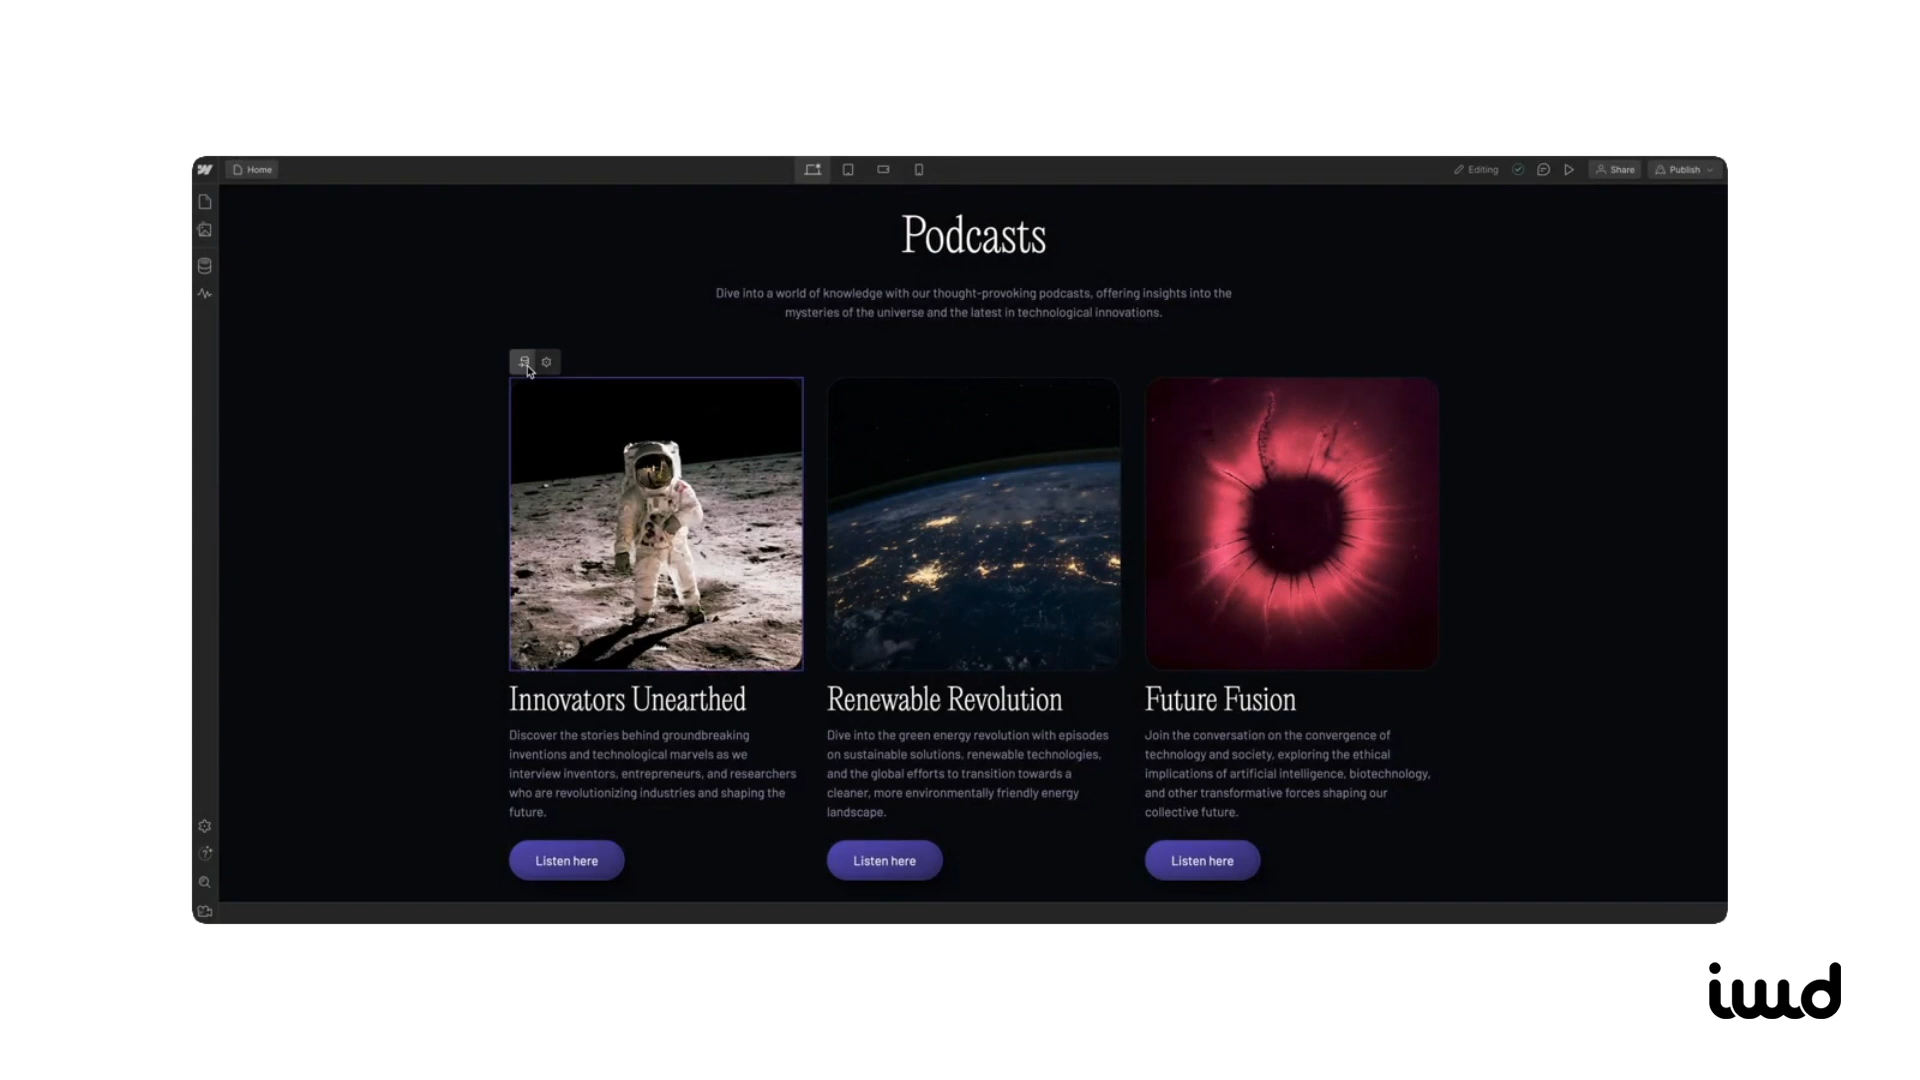 Home
Editing
Share
Publish
Podcasts
Dive into a world of knowledge with our thought-provoking podcasts, offering insights into the
mysteries of the universe and the latest in technological innovations.
Innovators Unearthed
Discover the stories behind groundbreaking
inventions and technological marvels as we
interview inventors, entrepreneurs, and researchers
who are revolutionizing industries and shaping the
future.
Listen here
Renewable Revolution
Dive into the green energy revolution with episodes
on sustainable solutions, renewable technologies,
and the global efforts to transition towards a
cleaner, more environmentally friendly energy
landscape.
Listen here
Future Fusion
Join the conversation on the convergence of
technology and society, exploring the ethical
implications of artificial intelligence, biotechnology,
and other transformative forces shaping our
collective future.
Listen here
iwd